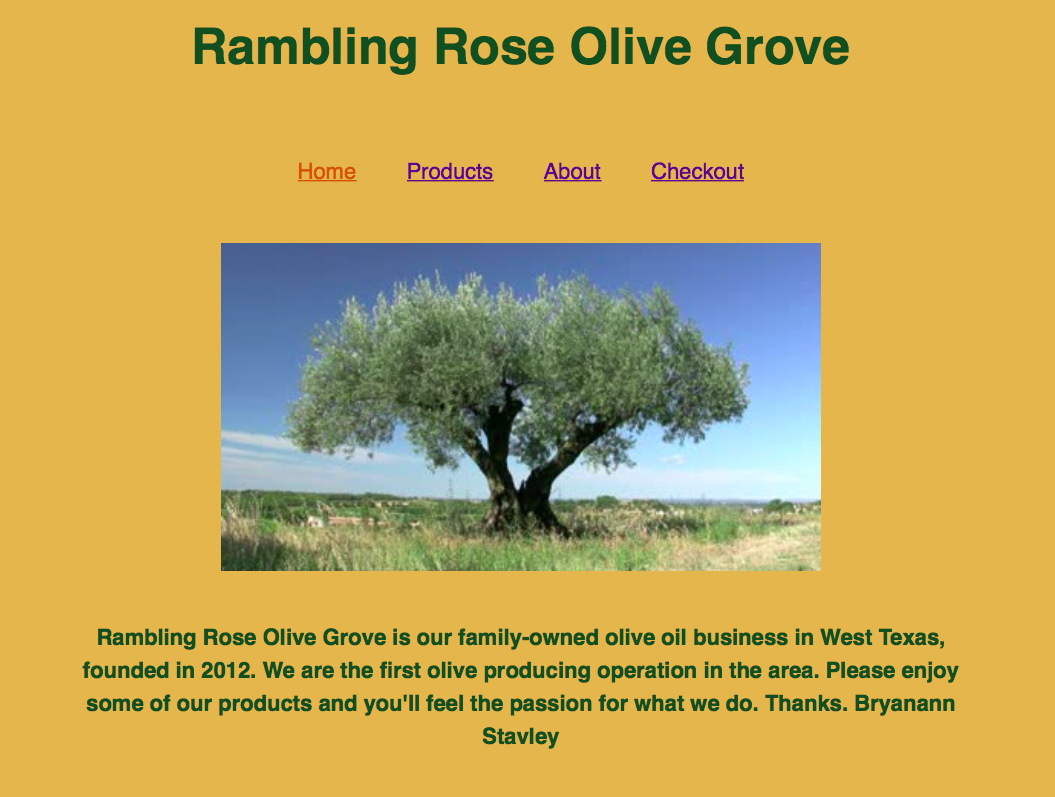 Rambling Rose Olive Grove
Home Products About Checkout
Rambling Rose Olive Grove is our family-owned olive oil business in West Texas,
founded in 2012. We are the first olive producing operation in the area. Please enjoy
some of our products and you'll feel the passion for what we do. Thanks. Bryanann
Stavley